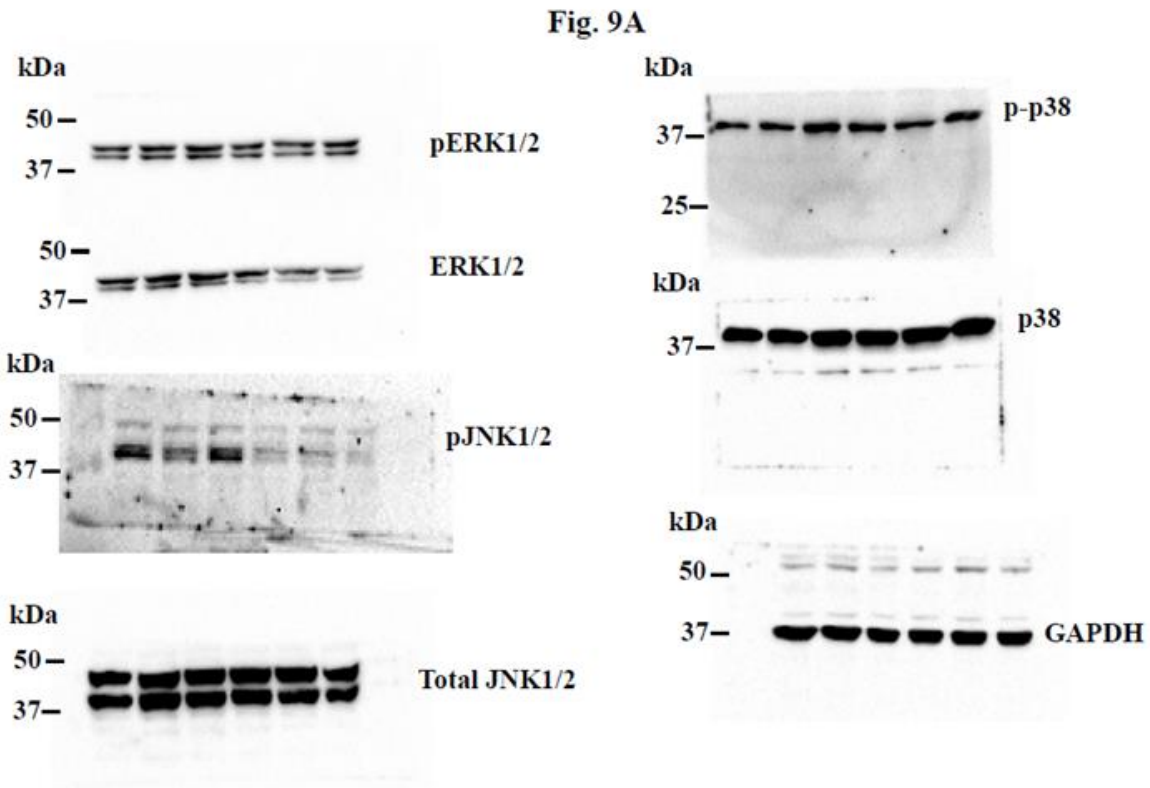 Fig. 9A
kDa
50
pERK1/2
37
50
ERK1/2
37
kDa
50
pJNK1/2
37
kDa
50
Total JNK1/2
37
kDa
p-p38
37
25
kDa
p38
37
kDa
50
37
GAPDH